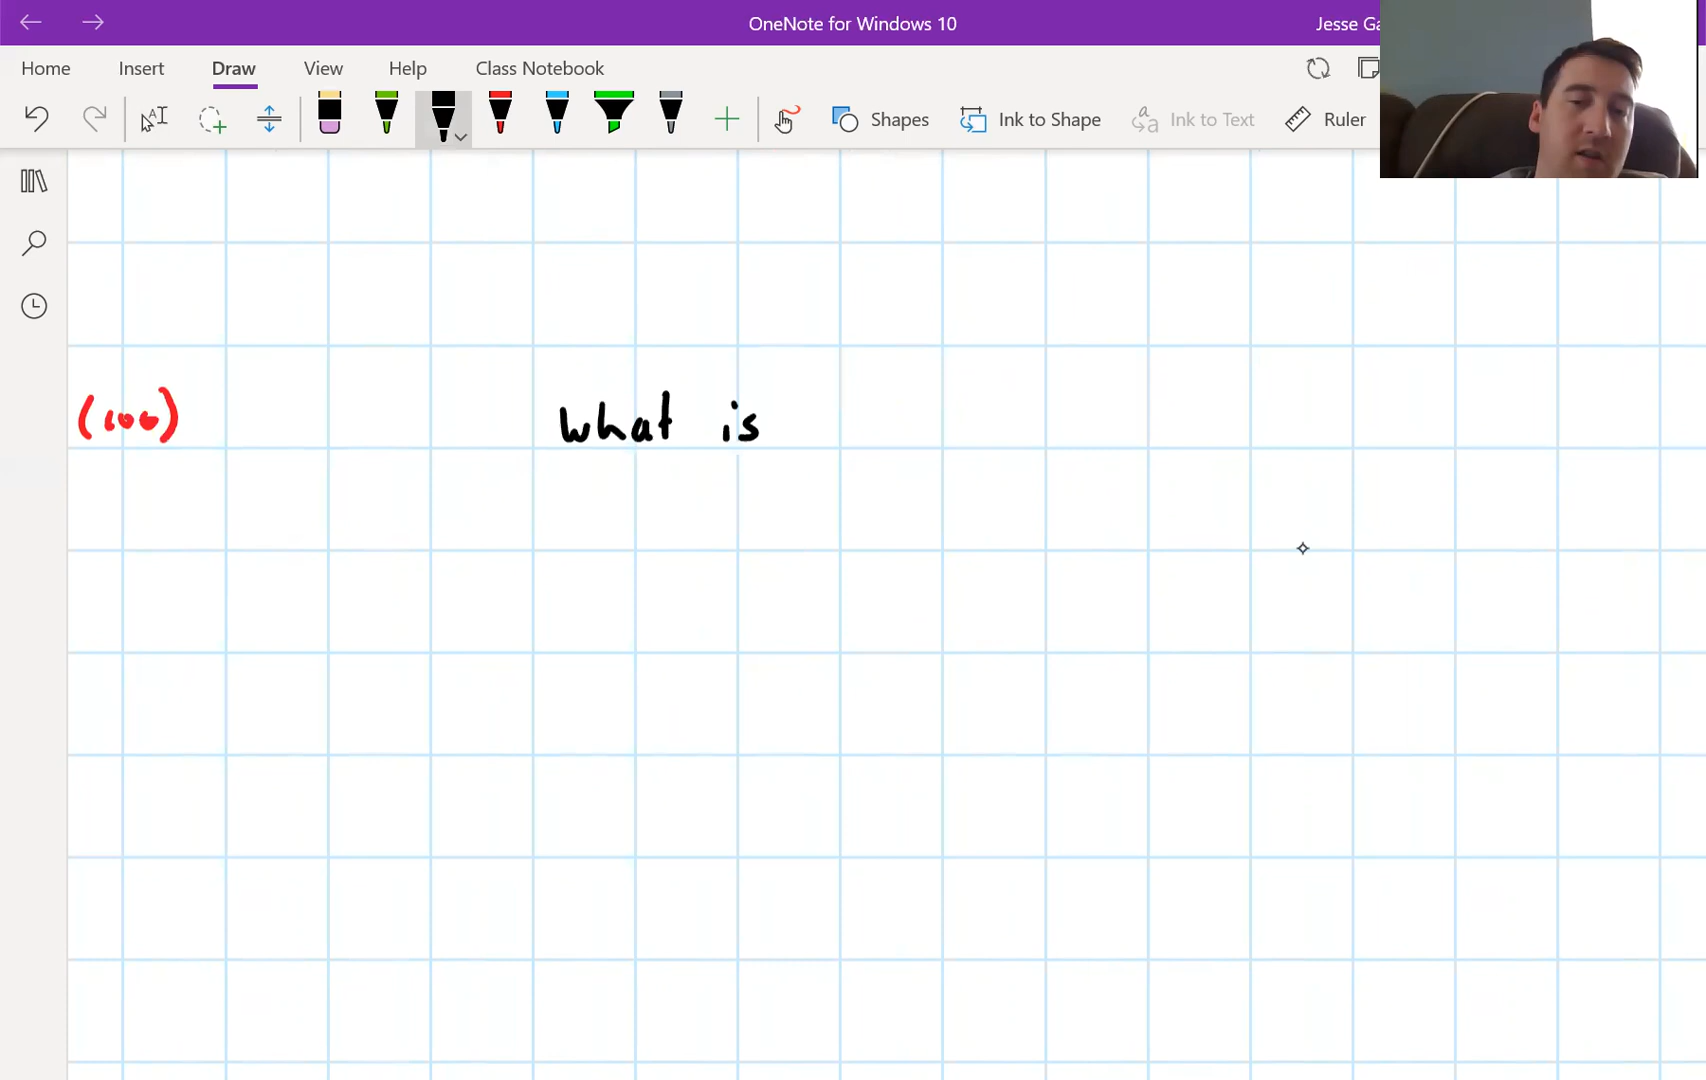 OneNote for Windows 10
Jesse Ga
Home Insert Draw View Help Class Notebook
Shapes Ink to Shape Ink to Text Ruler
(100) what is